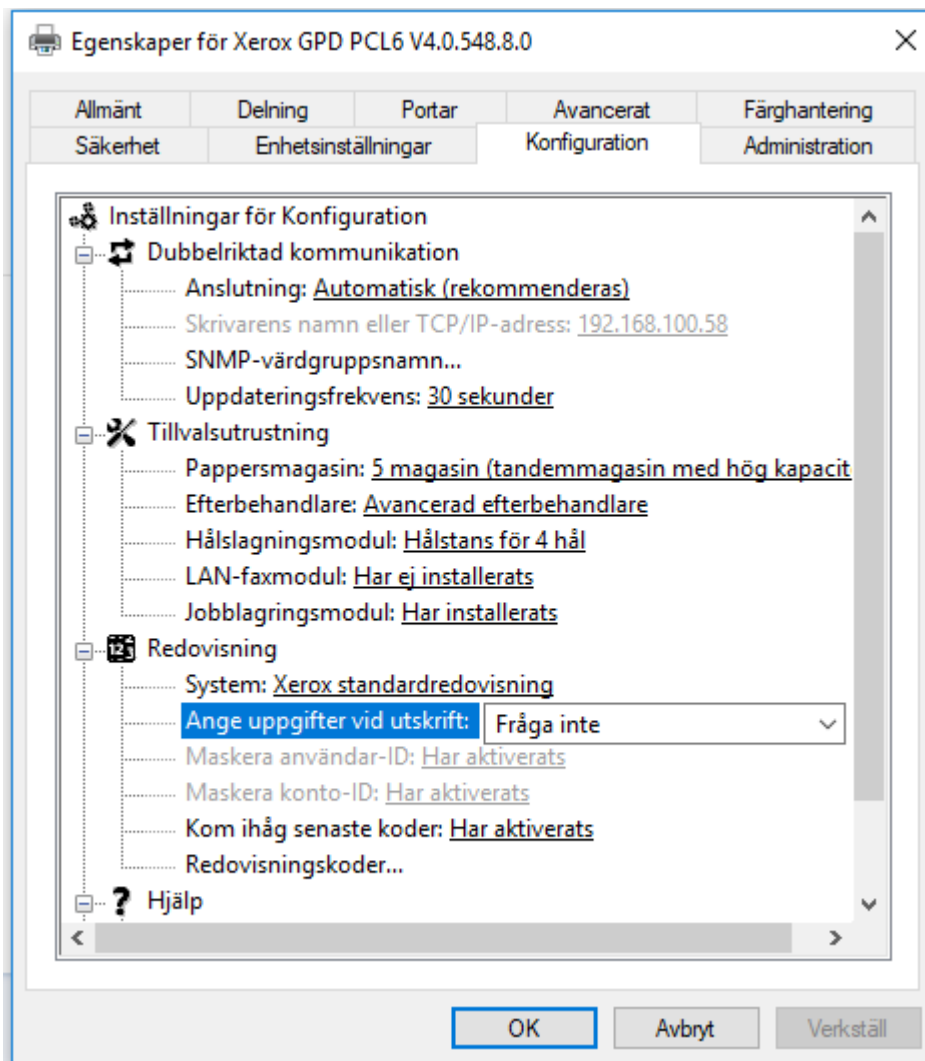 Egenskaper för Xerox GPD PCL6 V4.0.548.8.0
Allmänt Delning Portar Avancerat Färghantering
Säkerhet Enhetsinställningar Konfiguration Administration
Inställningar för Konfiguration
Dubbelriktad kommunikation
Anslutning: Automatisk (rekommenderas)
Skrivarens namn eller TCP/IP-adress: 192.168.100.58
SNMP-värdgruppsnamn...
Uppdateringsfrekvens: 30 sekunder
Tillvalsutrustning
Pappersmagasin: 5 magasin (tandemmagasin med hög kapacit
Efterbehandlare: Avancerad efterbehandlare
Hålslagningsmodul: Hålstans för 4 hål
LAN-faxmodul: Har ej installerats
Jobblagringsmodul: Har installerats
Redovisning
System: Xerox standardredovisning
Ange uppgifter vid utskrift: Fråga inte
Maskera användar-ID: Har aktiverats
Maskera konto-ID: Har aktiverats
Kom ihåg senaste koder: Har aktiverats
Redovisningskoder...
Hjälp
OK Avbryt Verkställ